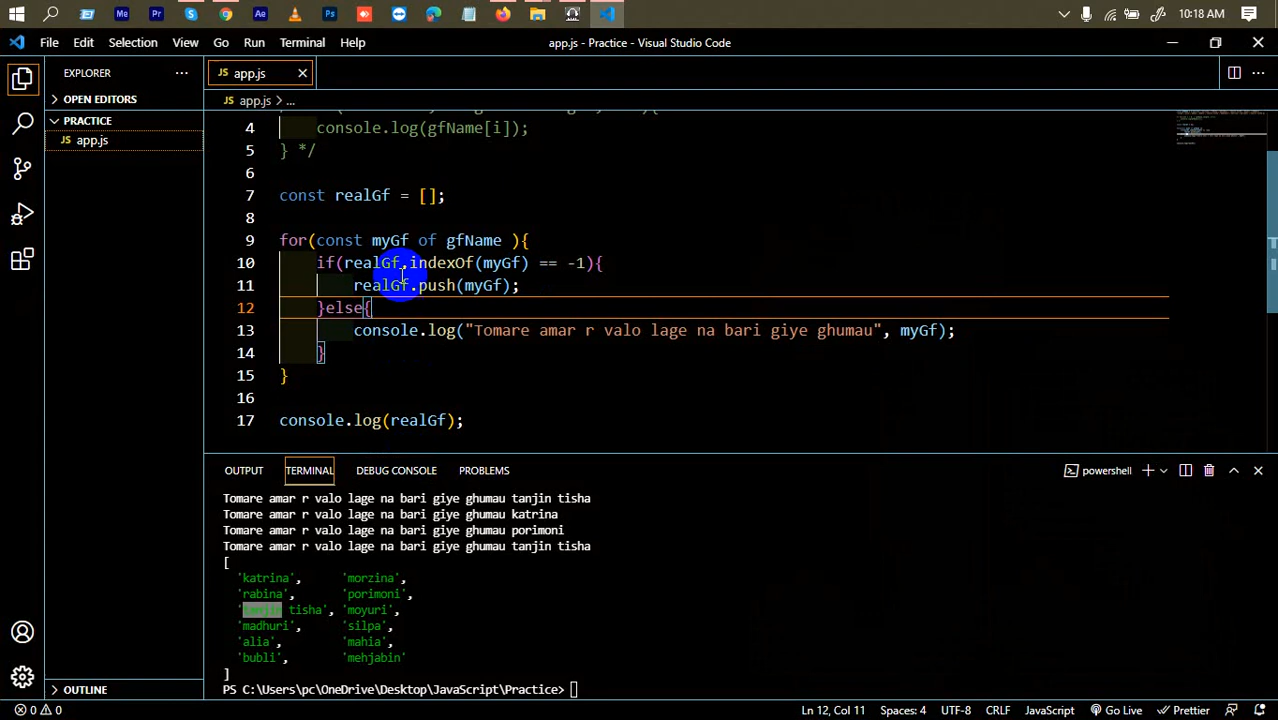 10:18 AM
File Edit Selection View Go Run Terminal Help
app.js - Practice - Visual Studio Code
EXPLORER
OPEN EDITORS
PRACTICE
app.js
app.js
app.js > ...
4 console.log(gfName[i]);
5 } */
6
7 const realGf = [];
8
9 for(const myGf of gfName ){
10 if(realGf.indexOf(myGf) == -1){
11 realGf.push(myGf);
12 }else{
13 console.log("Tomare amar r valo lage na bari giye ghumau", myGf);
14 }
15 }
16
17 console.log(realGf);
OUTPUT TERMINAL DEBUG CONSOLE PROBLEMS
powershell
Tomare amar r valo lage na bari giye ghumau tanjin tisha
Tomare amar r valo lage na bari giye ghumau katrina
Tomare amar r valo lage na bari giye ghumau porimoni
Tomare amar r valo lage na bari giye ghumau tanjin tisha
[
'katrina', 'morzina',
'rabina', 'porimoni',
'tanjin tisha', 'moyuri',
'madhuri', 'silpa',
'alia', 'mahia',
'bubli', 'mehjabin'
]
PS C:\Users\pc\OneDrive\Desktop\JavaScript\Practice>
OUTLINE
0 0
Ln 12, Col 11 Spaces: 4 UTF-8 CRLF JavaScript Go Live Prettier